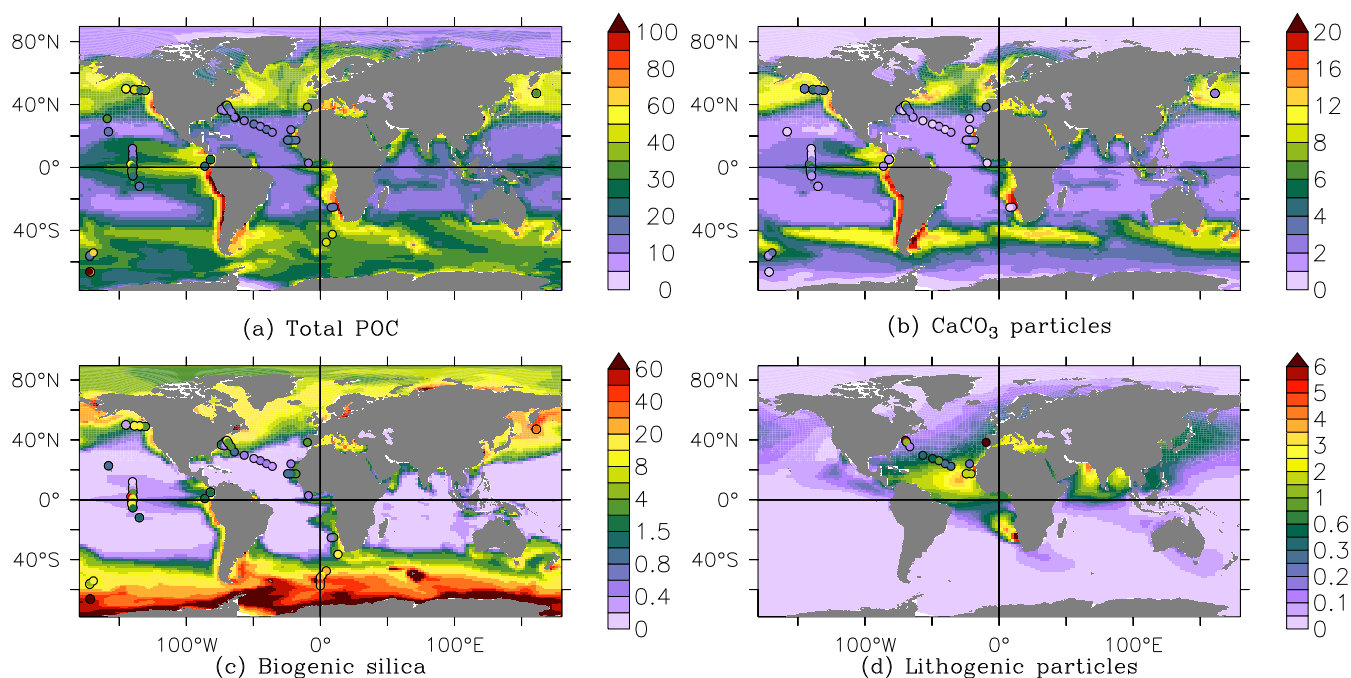 80°N
40°N
0°
40°S
100
80
60
40
30
20
10
0
(a) Total POC
80°N
40°N
0°
40°S
20
16
12
8
6
4
2
0
(b) CaCO₃ particles
80°N
40°N
0°
40°S
100°W 0° 100°E
60
40
20
8
4
1.5
0.8
0.4
0
(c) Biogenic silica
80°N
40°N
0°
40°S
100°W 0° 100°E
6
5
4
3
2
1
0.6
0.3
0.2
0.1
0
(d) Lithogenic particles